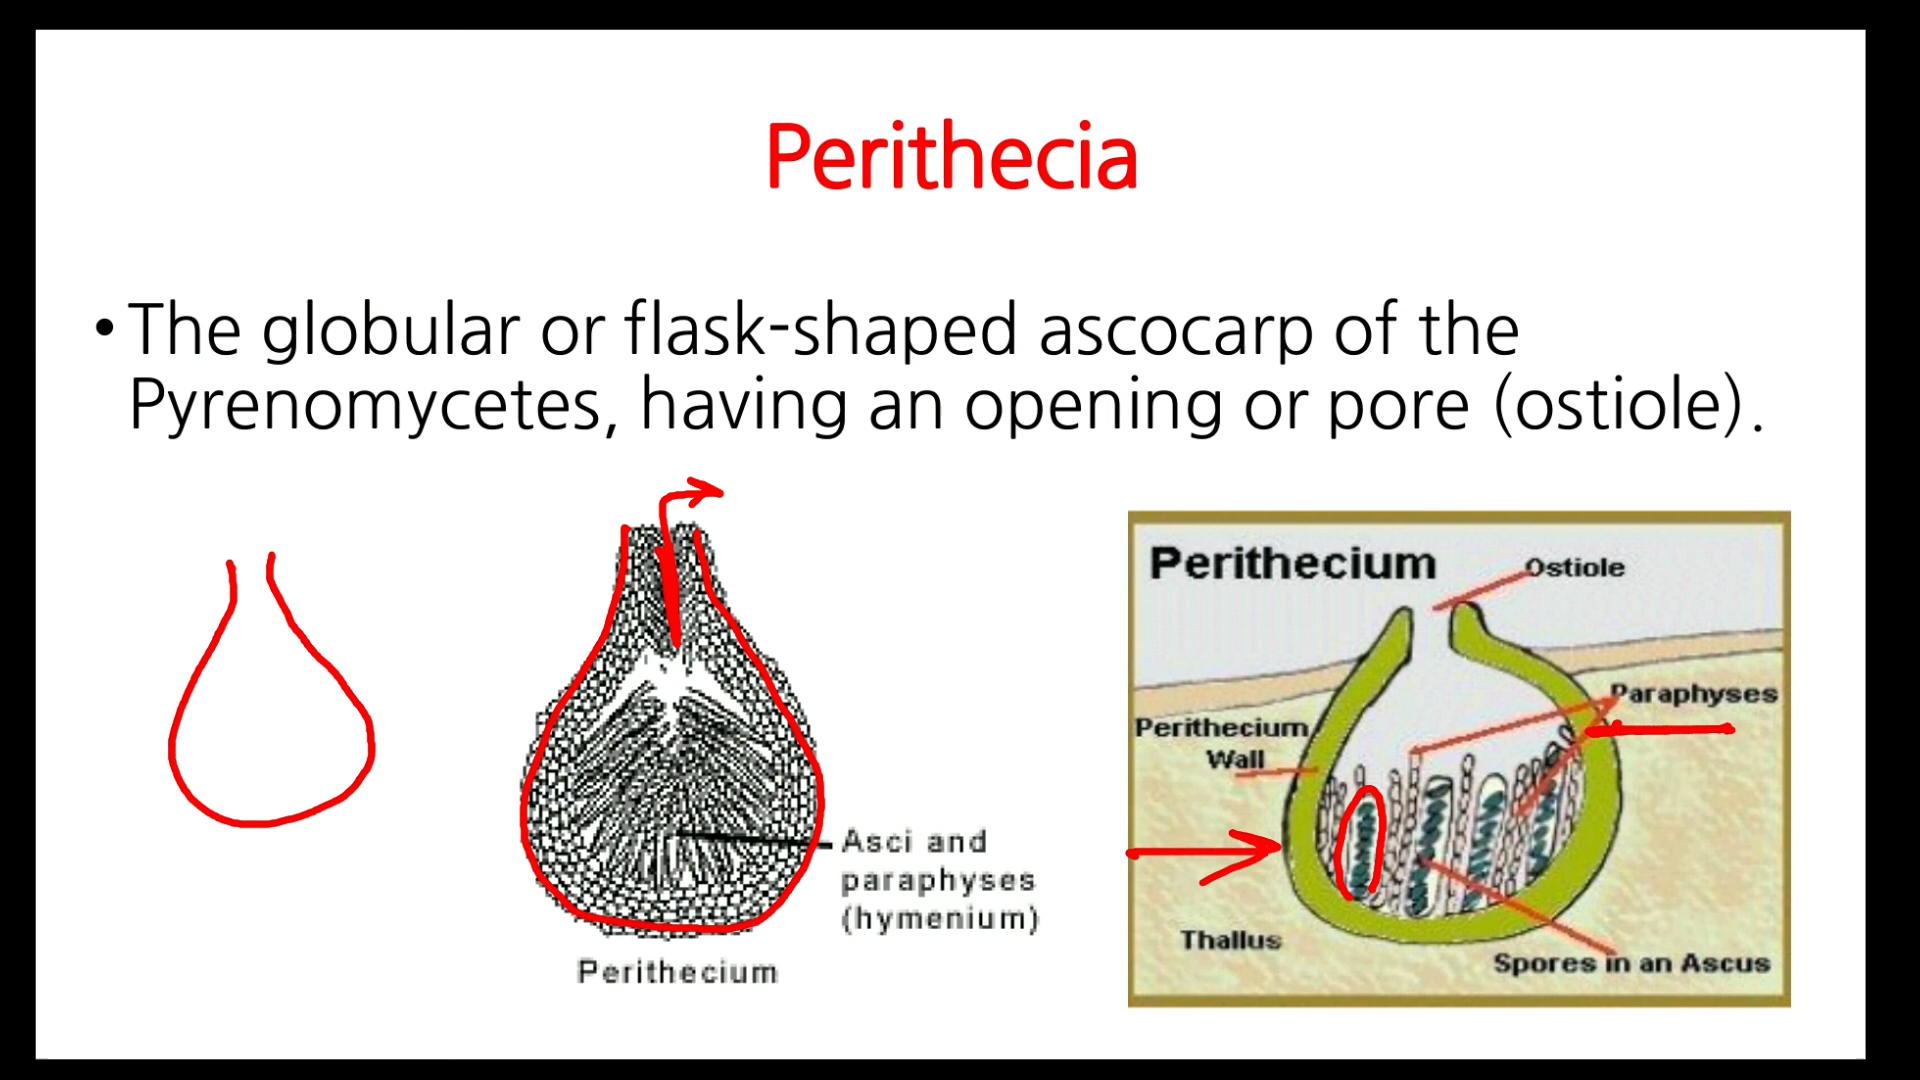 Perithecia
• The globular or flask-shaped ascocarp of the
Pyrenomycetes, having an opening or pore (ostiole).
Asci and
paraphyses
(hymenium)
Perithecium
Perithecium
Ostiole
Paraphyses
Perithecium
Wall
Thallus
Spores in an Ascus